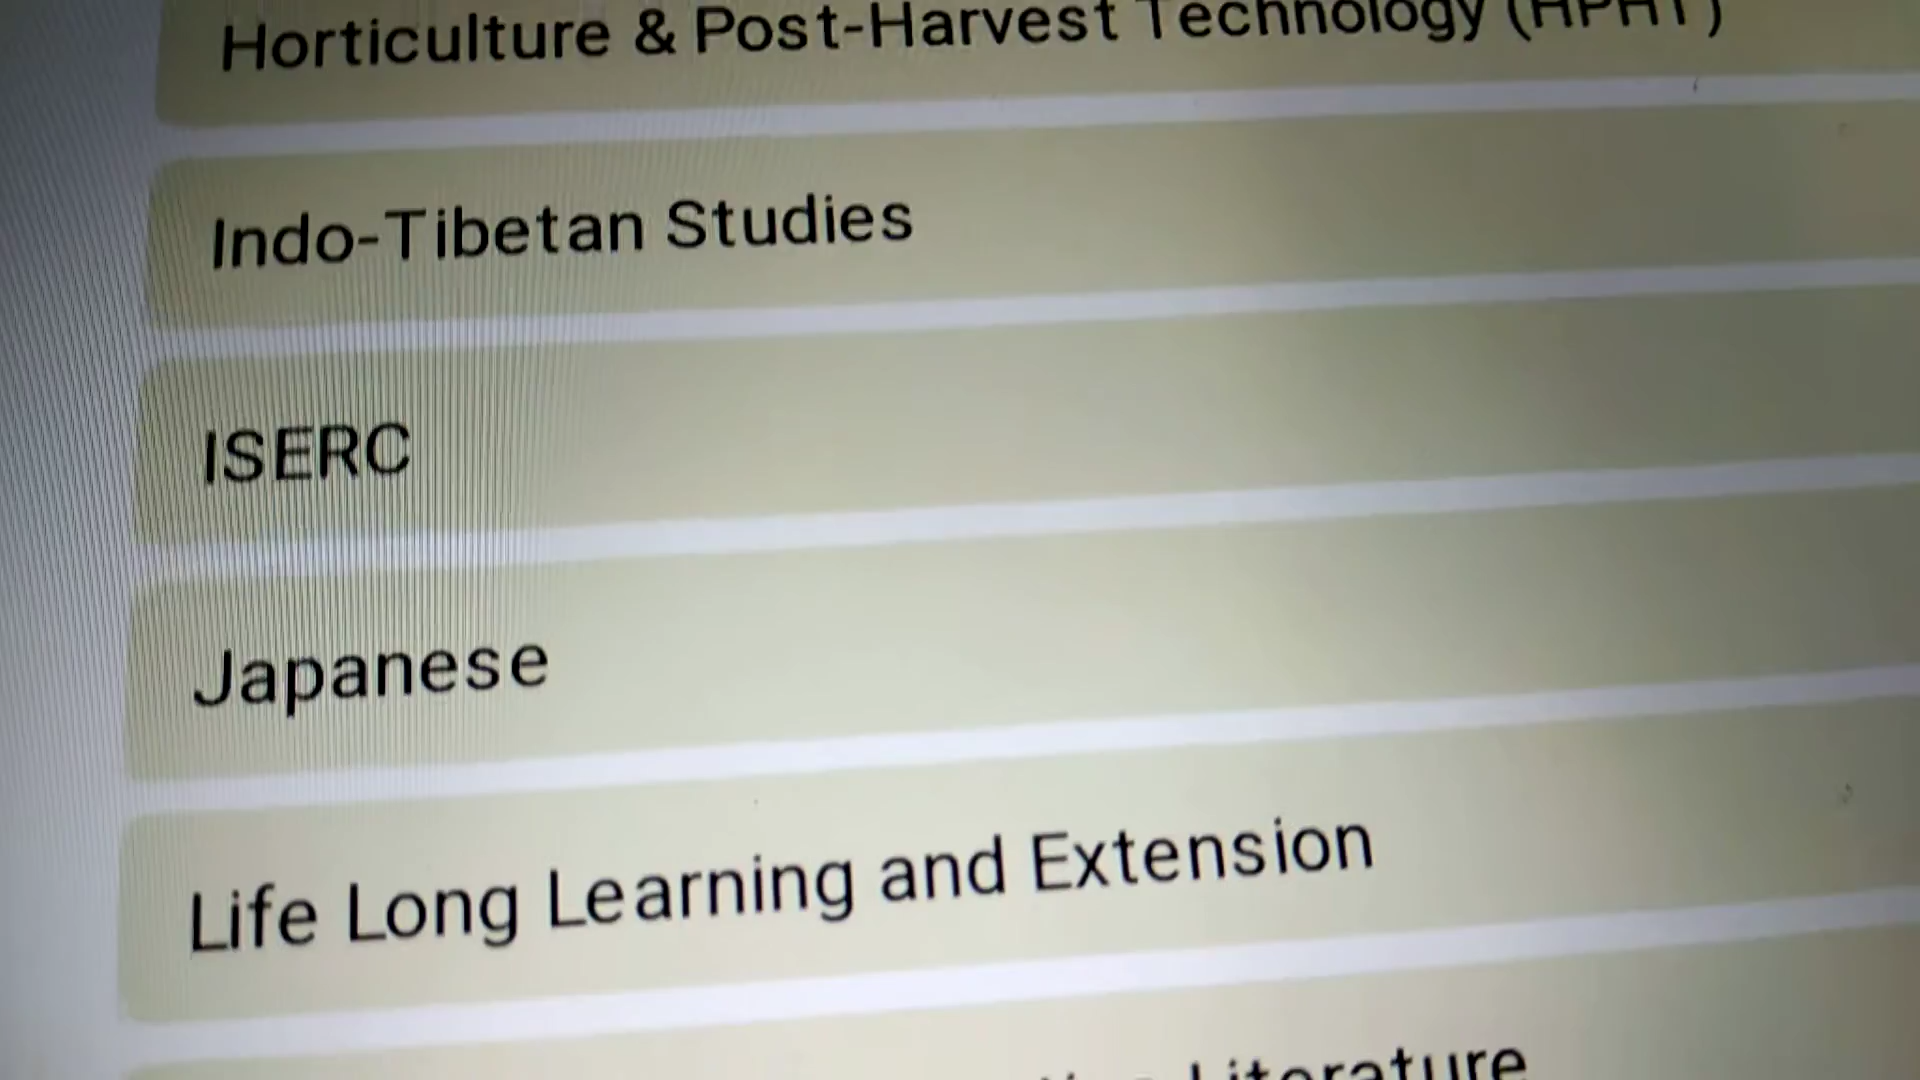 Horticulture & Post-Harvest Technology (HPHT)
Indo-Tibetan Studies
ISERC
Japanese
Life Long Learning and Extension
Literature